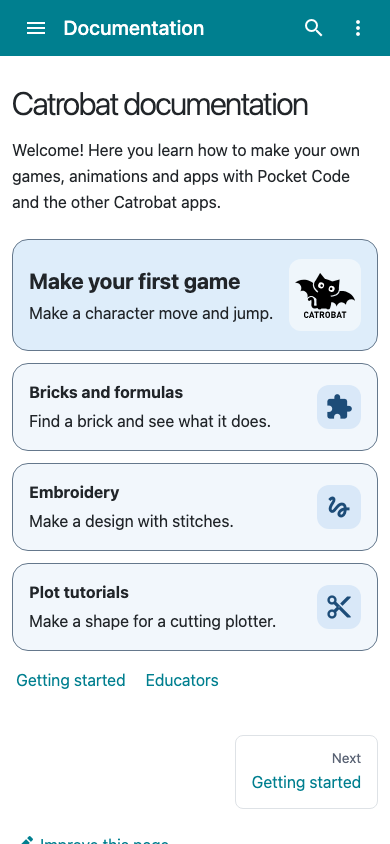 Documentation
Catrobat documentation
Welcome! Here you learn how to make your own
games, animations and apps with Pocket Code
and the other Catrobat apps.
Make your first game
Make a character move and jump.
CATROBAT
Bricks and formulas
Find a brick and see what it does.
Embroidery
Make a design with stitches.
Plot tutorials
Make a shape for a cutting plotter.
Getting started Educators
Next
Getting started
Improve this page